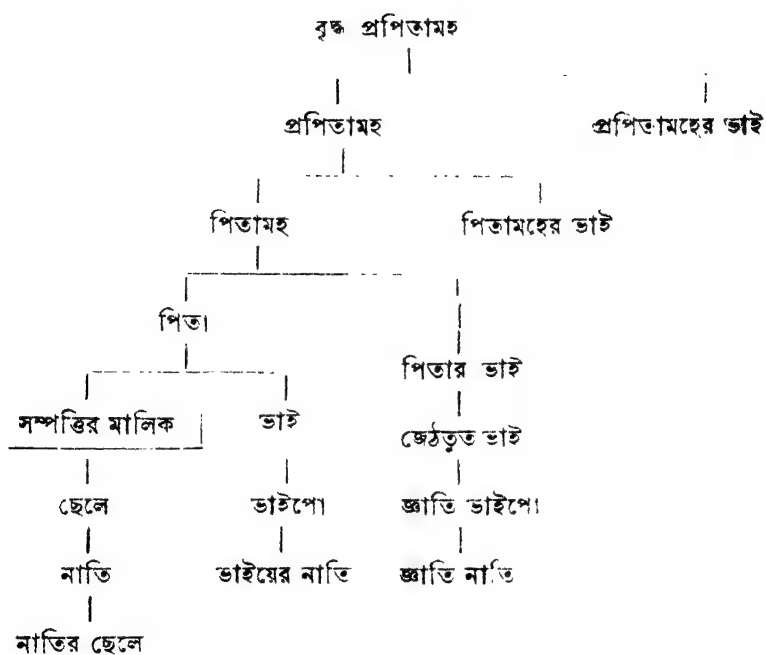 বৃদ্ধ প্রপিতামহ
প্রপিতামহ প্রপিতামহের ভাই
পিতামহ পিতামহের ভাই
পিতা
পিতার ভাই
সম্পত্তির মালিক ভাই
জেঠতুত ভাই
ছেলে ভাইপো জ্ঞাতি ভাইপো
নাতি ভাইয়ের নাতি জ্ঞাতি নাতি
নাতির ছেলে